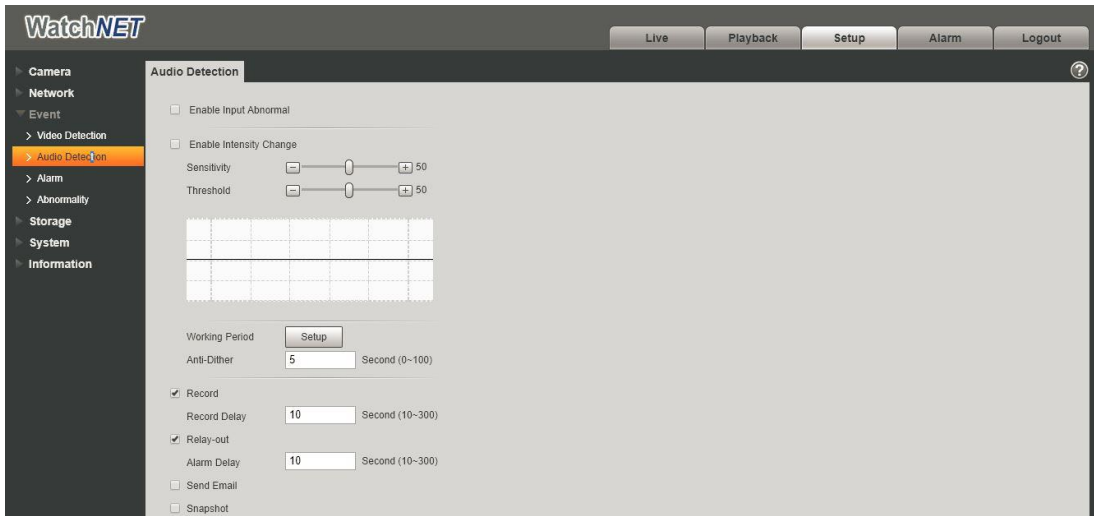 WatchNET
Live Playback Setup Alarm Logout
Camera
Network
Event
Video Detection
Audio Detection
Alarm
Abnormality
Storage
System
Information
Audio Detection
?
Enable Input Abnormal
Enable Intensity Change
Sensitivity - + 50
Threshold - + 50
Working Period Setup
Anti-Dither 5 Second (0~100)
Record
Record Delay 10 Second (10~300)
Relay-out
Alarm Delay 10 Second (10~300)
Send Email
Snapshot